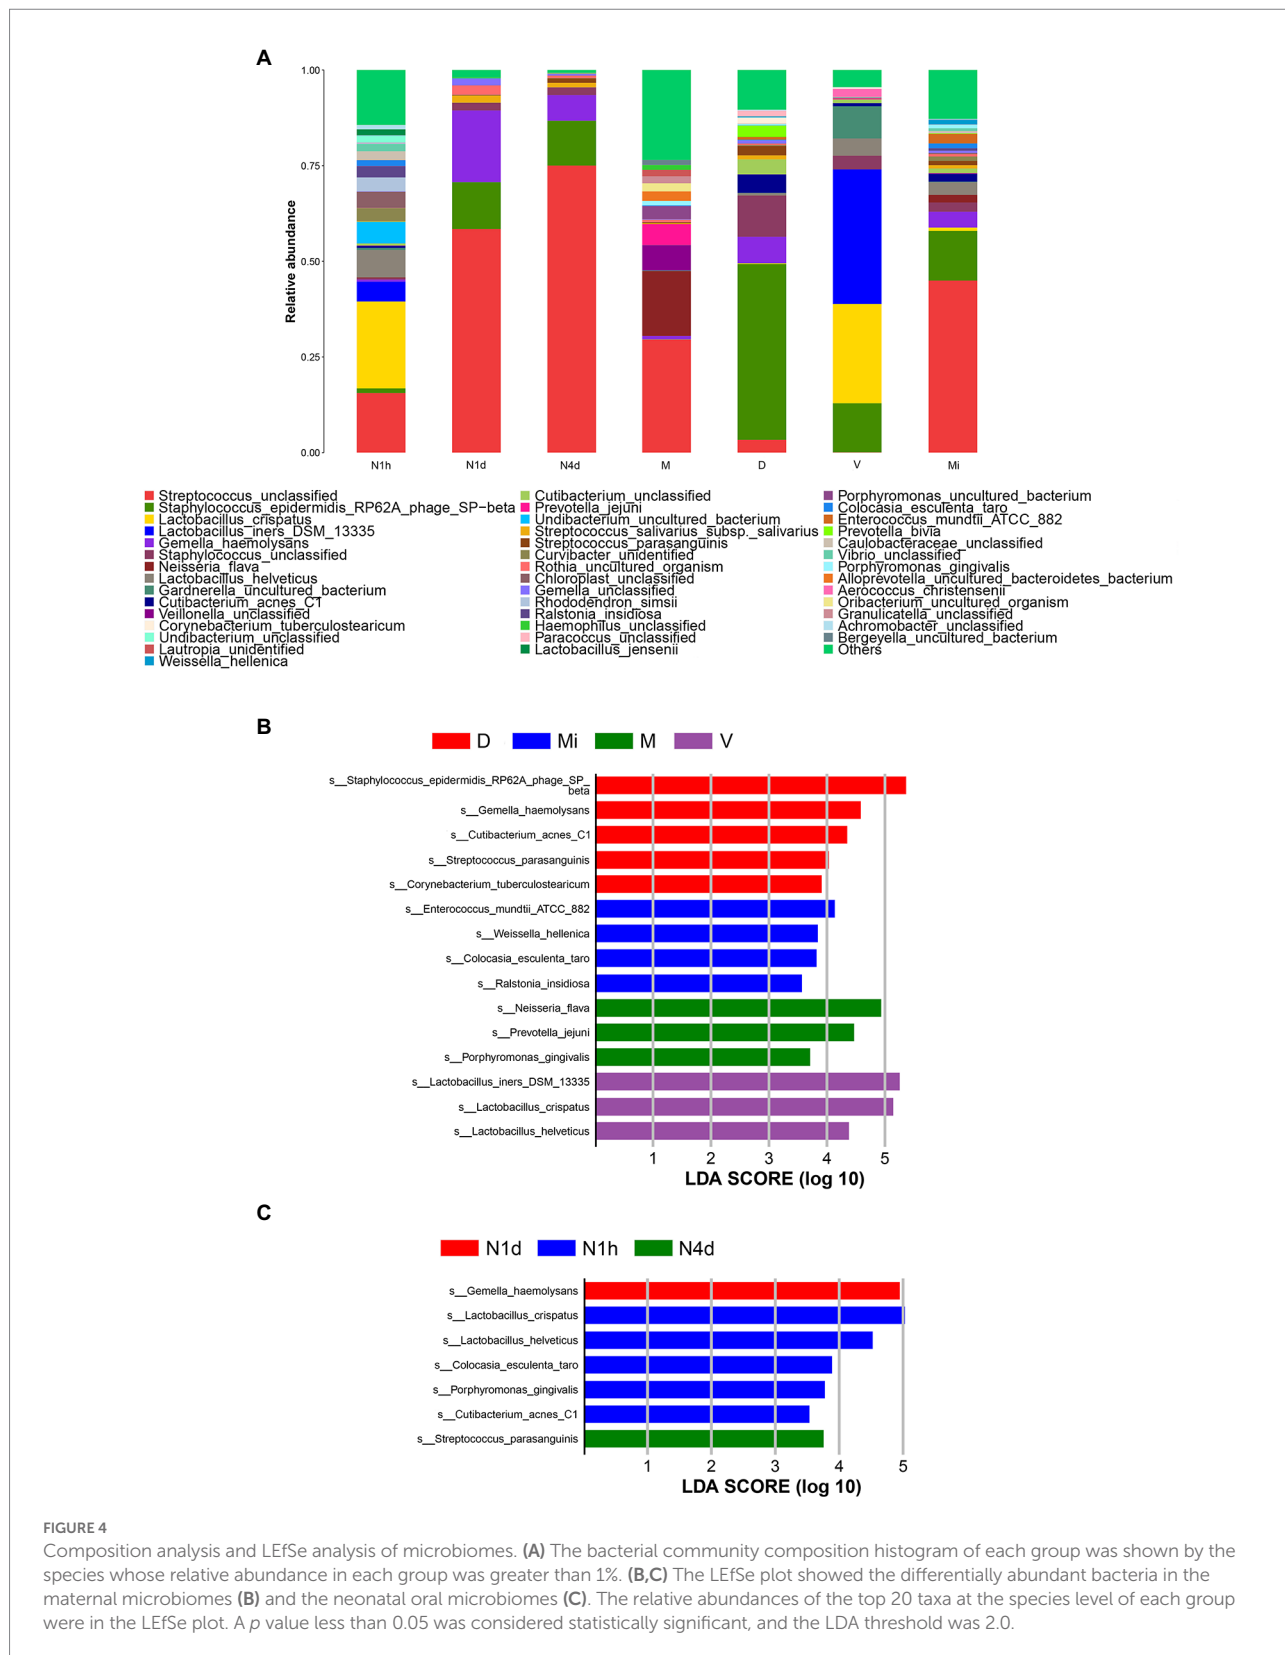 A
1.00
0.75
0.50
0.25
0.00
Relative abundance
N1h N1d N4d M D V Mi
Streptococcus_unclassified
Staphylococcus_epidermidis_RP62A_phage_SP−beta
Lactobacillus_crispatus
Lactobacillus_iners_DSM_13335
Gemella_haemolysans
Staphylococcus_unclassified
Neisseria_flava
Lactobacillus_helveticus
Gardnerella_uncultured_bacterium
Cutibacterium_acnes_C1
Veillonella_unclassified
Corynebacterium_tuberculostearicum
Undibacterium_unclassified
Lautropia_unidentified
Weissella_hellenica
Cutibacterium_unclassified
Prevotella_jejuni
Undibacterium_uncultured_bacterium
Streptococcus_salivarius_subsp._salivarius
Streptococcus_parasanguinis
Curvibacter_unidentified
Rothia_uncultured_organism
Chloroplast_unclassified
Gemella_unclassified
Rhododendron_simsii
Ralstonia_insidiosa
Haemophilus_unclassified
Paracoccus_unclassified
Lactobacillus_jensenii
Porphyromonas_uncultured_bacterium
Colocasia_esculenta_taro
Enterococcus_mundtii_ATCC_882
Prevotella_bivia
Caulobacteraceae_unclassified
Vibrio_unclassified
Porphyromonas_gingivalis
Alloprevotella_uncultured_bacteroidetes_bacterium
Aerococcus_christensenii
Oribacterium_uncultured_organism
Granulicatella_unclassified
Achromobacter_unclassified
Bergeyella_uncultured_bacterium
Others
B
D Mi M V
s__Staphylococcus_epidermidis_RP62A_phage_SP_
beta
s__Gemella_haemolysans
s__Cutibacterium_acnes_C1
s__Streptococcus_parasanguinis
s__Corynebacterium_tuberculostearicum
s__Enterococcus_mundtii_ATCC_882
s__Weissella_hellenica
s__Colocasia_esculenta_taro
s__Ralstonia_insidiosa
s__Neisseria_flava
s__Prevotella_jejuni
s__Porphyromonas_gingivalis
s__Lactobacillus_iners_DSM_13335
s__Lactobacillus_crispatus
s__Lactobacillus_helveticus
1 2 3 4 5
LDA SCORE (log 10)
C
N1d N1h N4d
s__Gemella_haemolysans
s__Lactobacillus_crispatus
s__Lactobacillus_helveticus
s__Colocasia_esculenta_taro
s__Porphyromonas_gingivalis
s__Cutibacterium_acnes_C1
s__Streptococcus_parasanguinis
1 2 3 4 5
LDA SCORE (log 10)
FIGURE 4
Composition analysis and LEfSe analysis of microbiomes. (A) The bacterial community composition histogram of each group was shown by the
species whose relative abundance in each group was greater than 1%. (B,C) The LEfSe plot showed the differentially abundant bacteria in the
maternal microbiomes (B) and the neonatal oral microbiomes (C). The relative abundances of the top 20 taxa at the species level of each group
were in the LEfSe plot. A p value less than 0.05 was considered statistically significant, and the LDA threshold was 2.0.